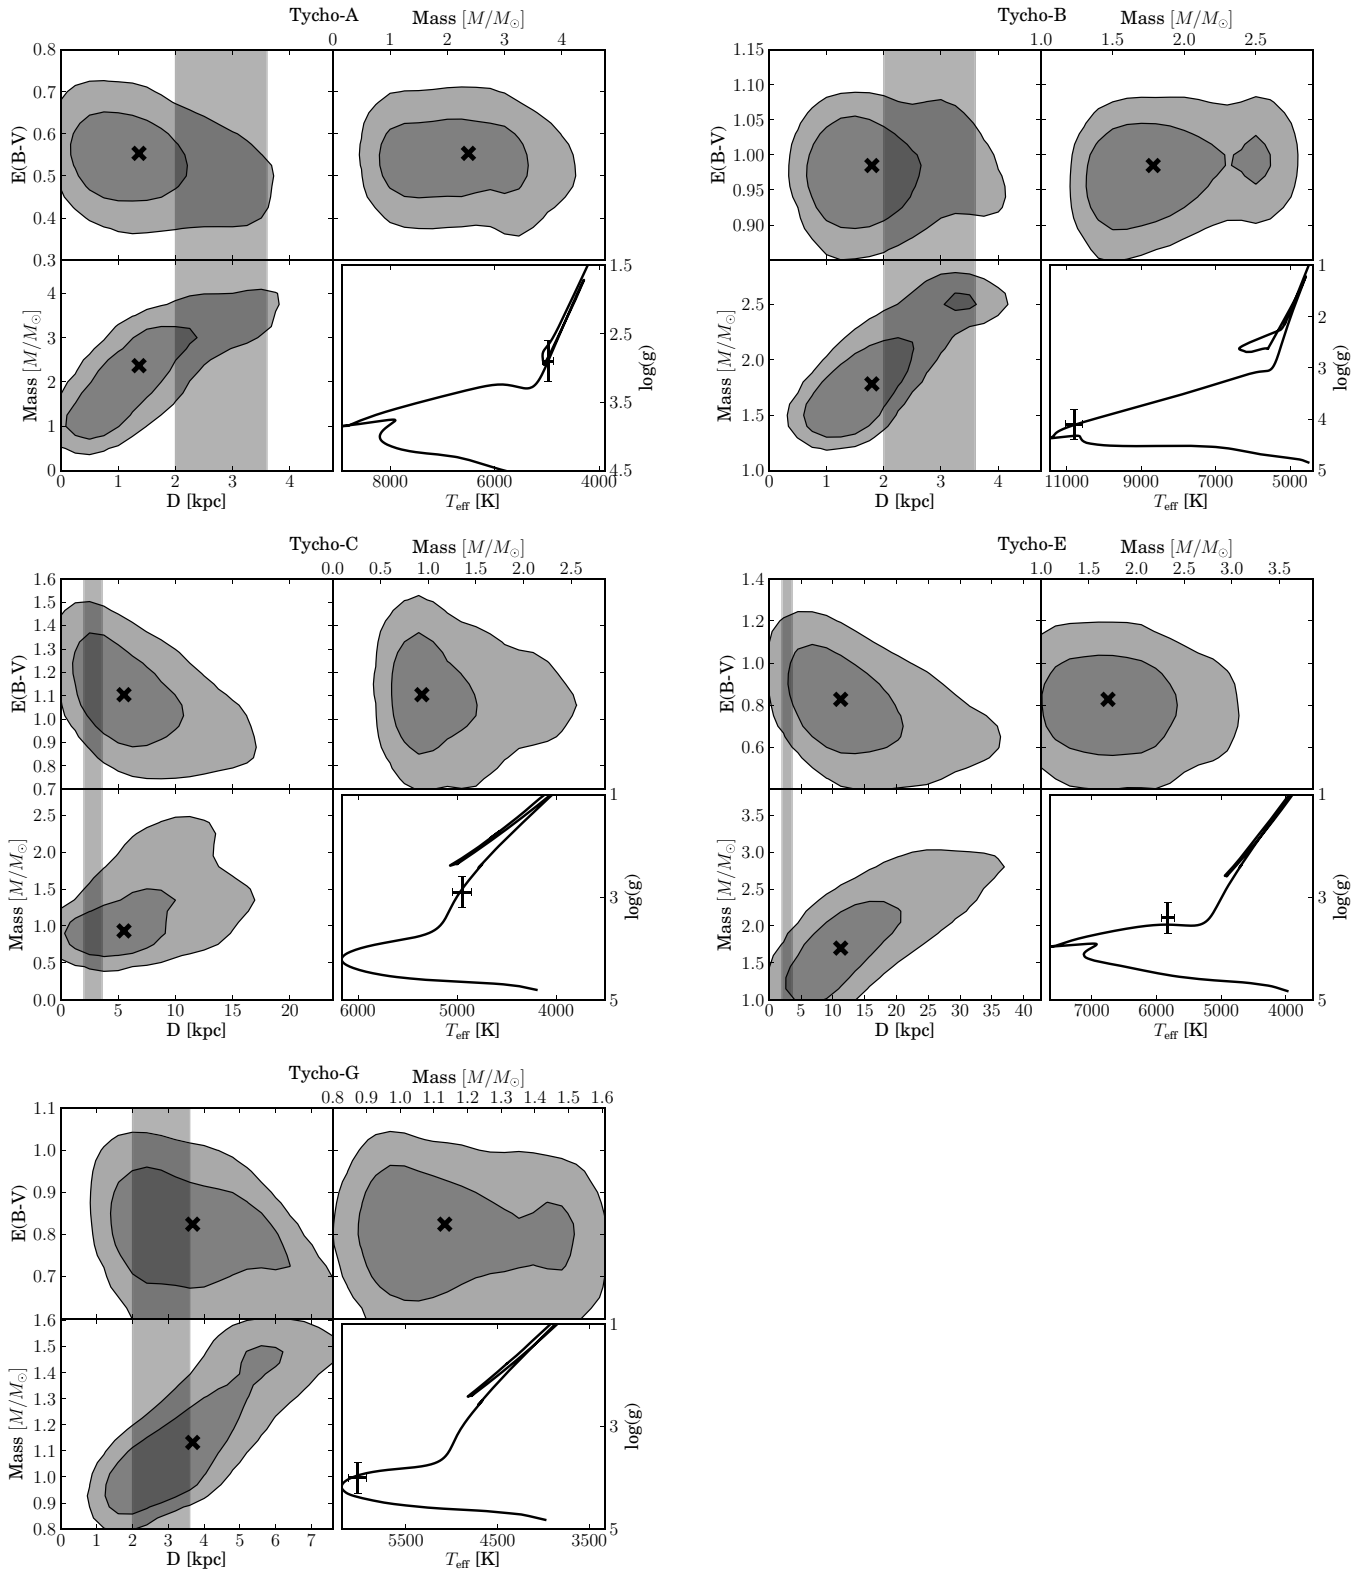 Tycho-A
Mass [M/M⊙]
0 1 2 3 4
0.8
0.7
0.6
0.5
0.4
0.3
E(B-V)
4
3
2
1
0
Mass [M/M⊙]
1.5
2.5
3.5
4.5
log(g)
0 1 2 3 4
D [kpc]
8000 6000 4000
Teff [K]
Tycho-B
Mass [M/M⊙]
1.0 1.5 2.0 2.5
1.15
1.10
1.05
1.00
0.95
0.90
E(B-V)
2.5
2.0
1.5
1.0
Mass [M/M⊙]
1
2
3
4
5
log(g)
0 1 2 3 4
D [kpc]
11000 9000 7000 5000
Teff [K]
Tycho-C
Mass [M/M⊙]
0.0 0.5 1.0 1.5 2.0 2.5
1.6
1.5
1.4
1.3
1.2
1.1
1.0
0.9
0.8
0.7
E(B-V)
2.5
2.0
1.5
1.0
0.5
0.0
Mass [M/M⊙]
1
3
5
log(g)
0 5 10 15 20
D [kpc]
6000 5000 4000
Teff [K]
Tycho-E
Mass [M/M⊙]
1.0 1.5 2.0 2.5 3.0 3.5
1.4
1.2
1.0
0.8
0.6
E(B-V)
3.5
3.0
2.5
2.0
1.5
1.0
Mass [M/M⊙]
1
3
5
log(g)
0 5 10 15 20 25 30 35 40
D [kpc]
7000 6000 5000 4000
Teff [K]
Tycho-G
Mass [M/M⊙]
0.8 0.9 1.0 1.1 1.2 1.3 1.4 1.5 1.6
1.1
1.0
0.9
0.8
0.7
1.6
E(B-V)
1.6
1.5
1.4
1.3
1.2
1.1
1.0
0.9
0.8
Mass [M/M⊙]
1
3
5
log(g)
0 1 2 3 4 5 6 7
D [kpc]
5500 4500 3500
Teff [K]